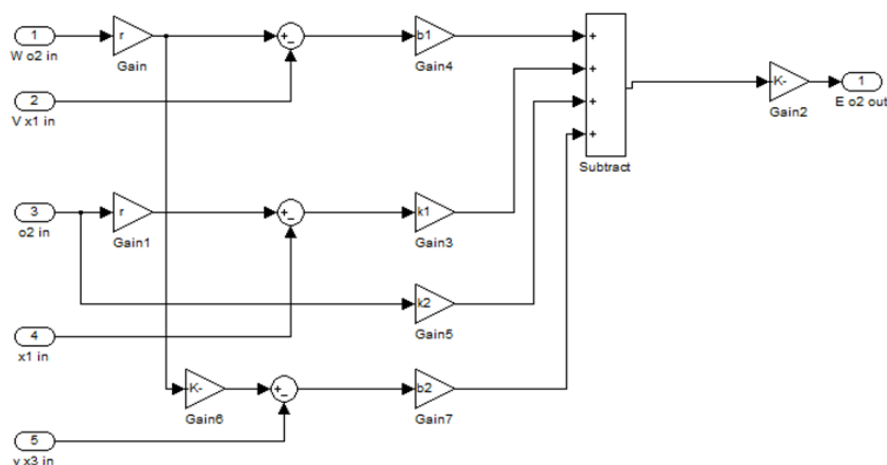 1 r + - b1 +
W o2 in Gain Gain4
2 + K- 1
V x1 in Gain2 E o2 out
+
+
Subtract
3 r + - k1
o2 in Gain1 Gain3
k2
Gain5
4
x1 in
K- + - b2
Gain6 Gain7
5
v x3 in